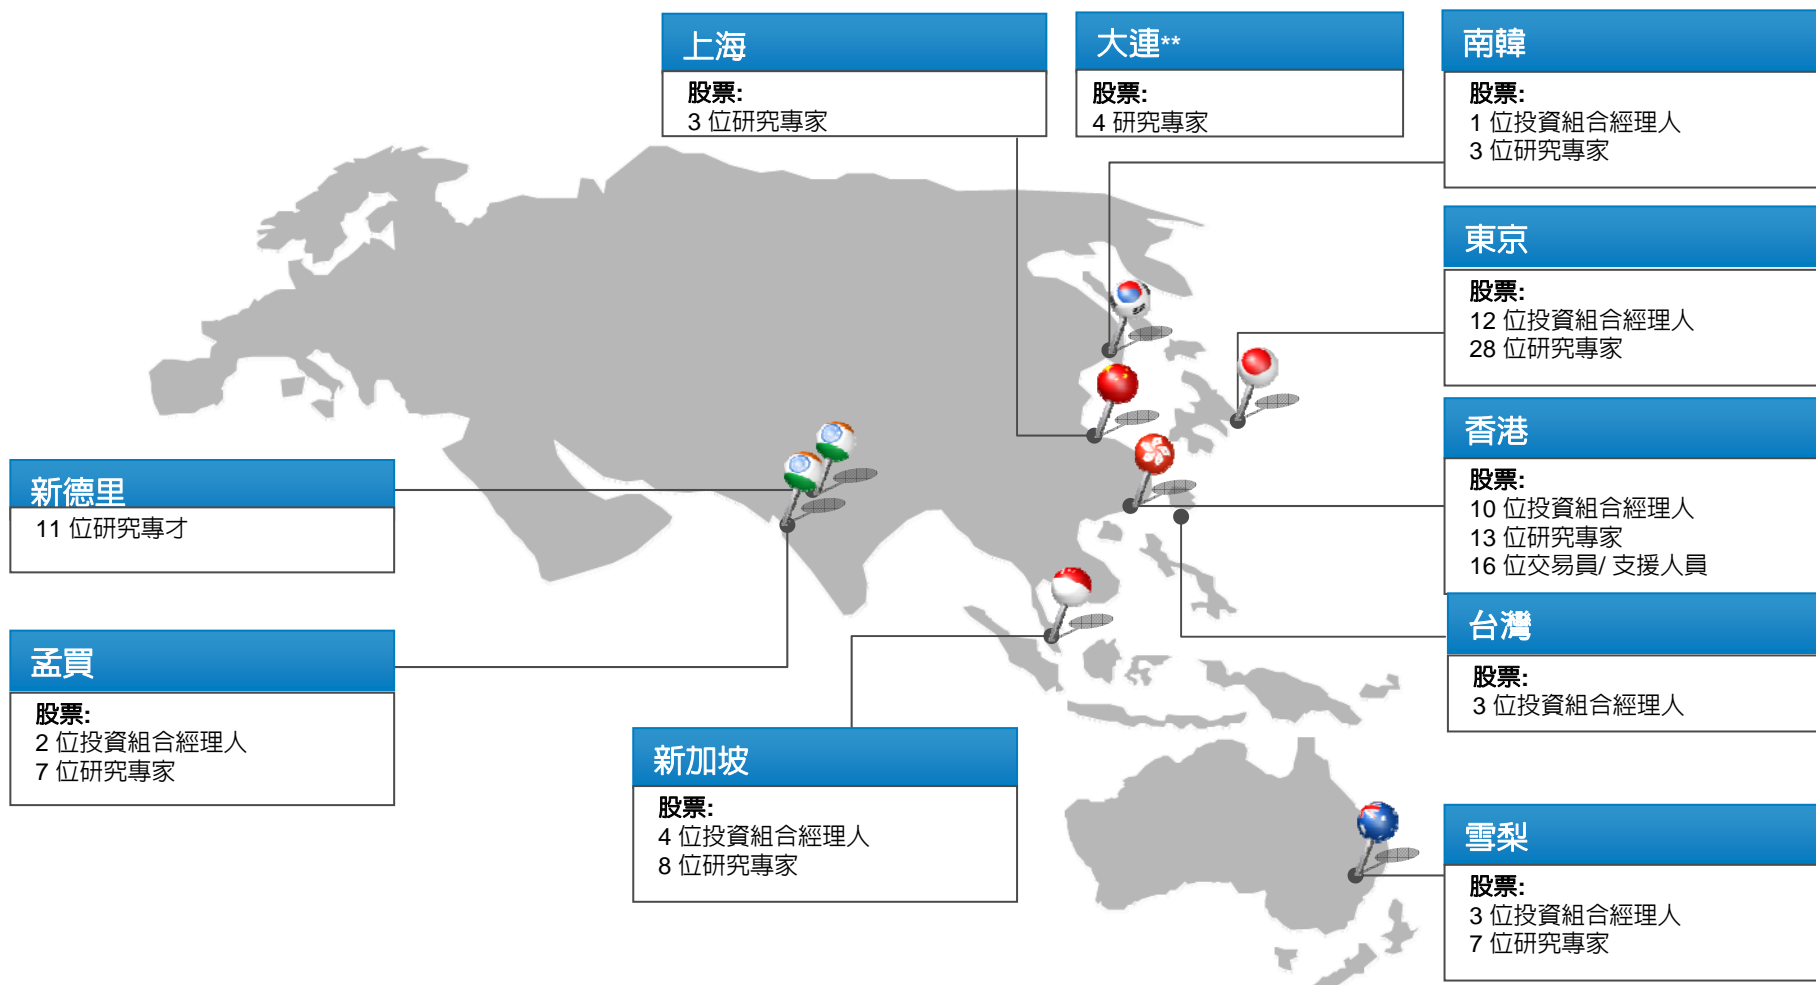 上海
股票:
3 位研究專家
大連**
股票:
4 研究專家
南韓
股票:
1 位投資組合經理人
3 位研究專家
東京
股票:
12 位投資組合經理人
28 位研究專家
香港
股票:
10 位投資組合經理人
13 位研究專家
16 位交易員/ 支援人員
台灣
股票:
3 位投資組合經理人
雪梨
股票:
3 位投資組合經理人
7 位研究專家
新德里
11 位研究專才
孟買
股票:
2 位投資組合經理人
7 位研究專家
新加坡
股票:
4 位投資組合經理人
8 位研究專家